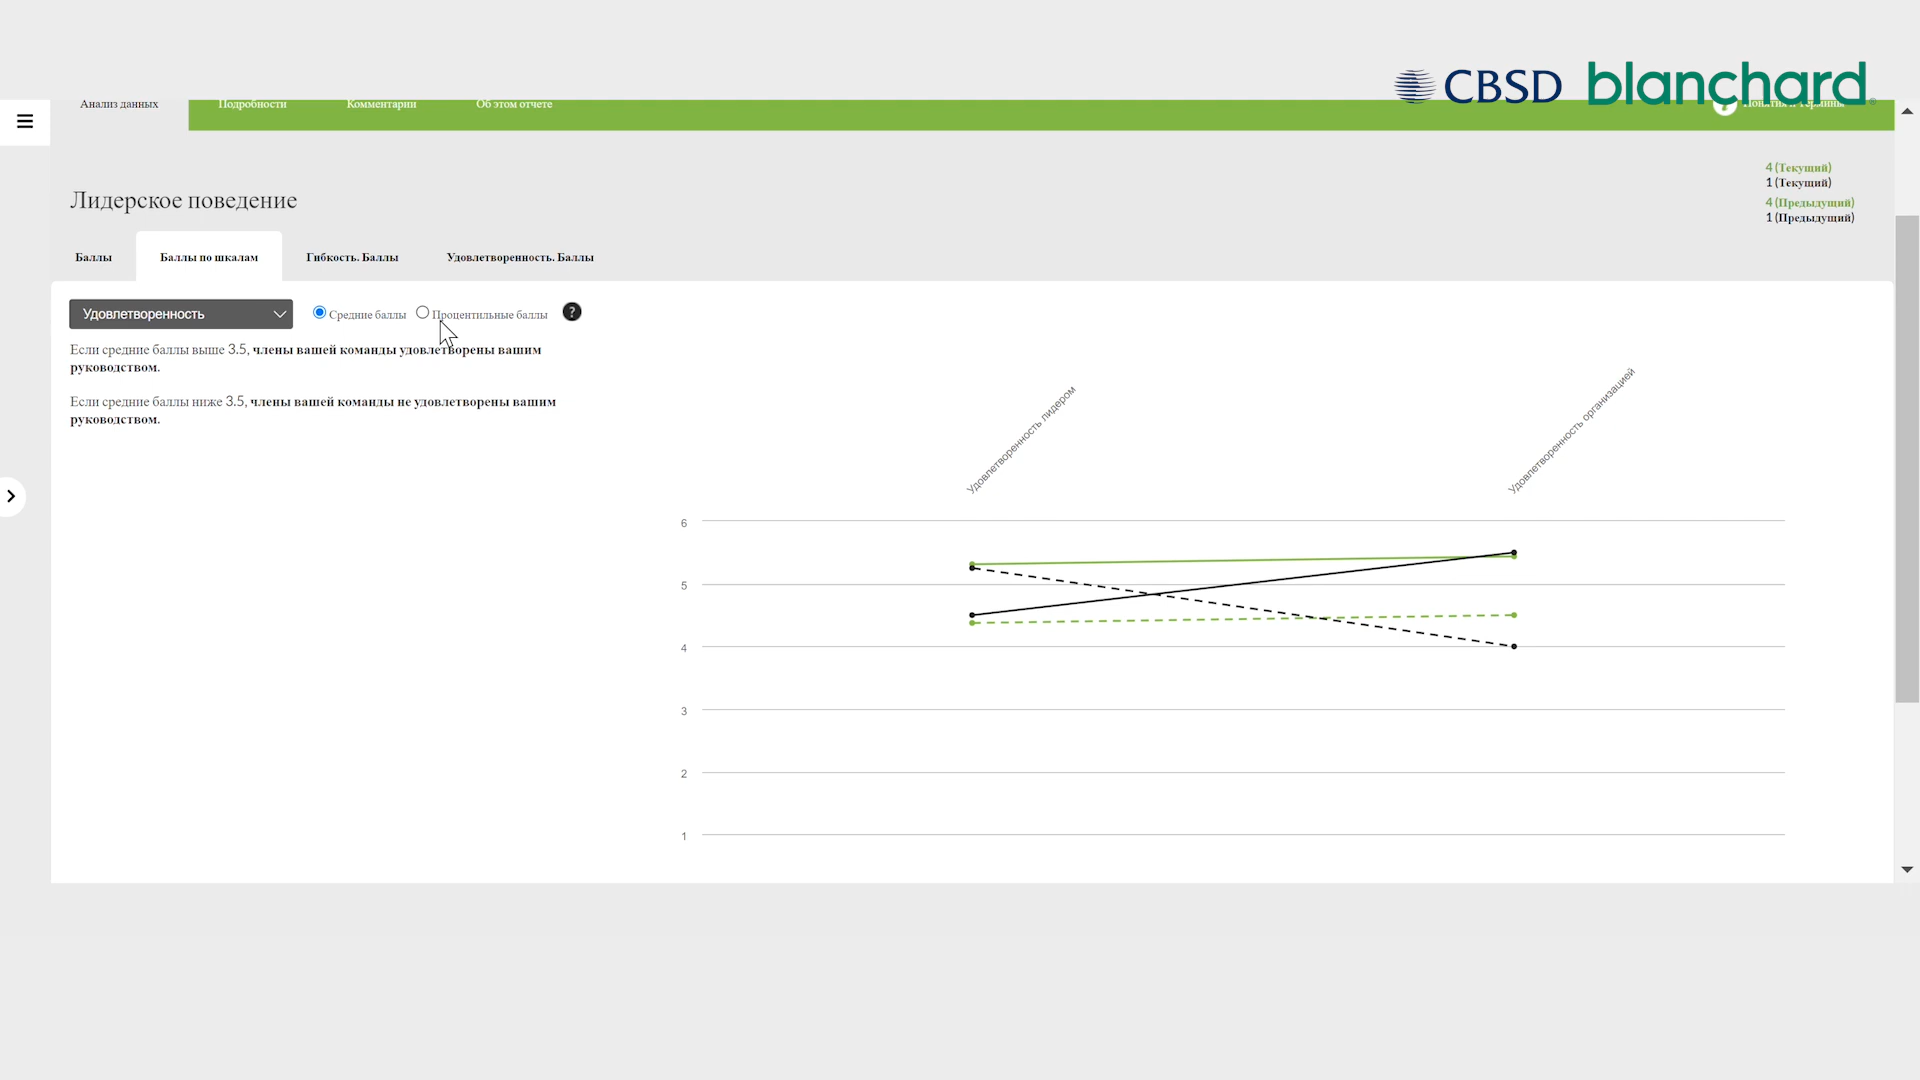 CBSD blanchard
Анализ данных Подробности Комментарии Об этом отчете Понятия и термины
4 (Текущий)
1 (Текущий)
4 (Предыдущий)
1 (Предыдущий)
Лидерское поведение
Баллы Баллы по шкалам Гибкость. Баллы Удовлетворенность. Баллы
Удовлетворенность Средние баллы Процентильные баллы ?
Если средние баллы выше 3.5, члены вашей команды удовлетворены вашим
руководством.
Если средние баллы ниже 3.5, члены вашей команды не удовлетворены вашим
руководством.
Удовлетворенность лидером
Удовлетворенность организацией
6
5
4
3
2
1